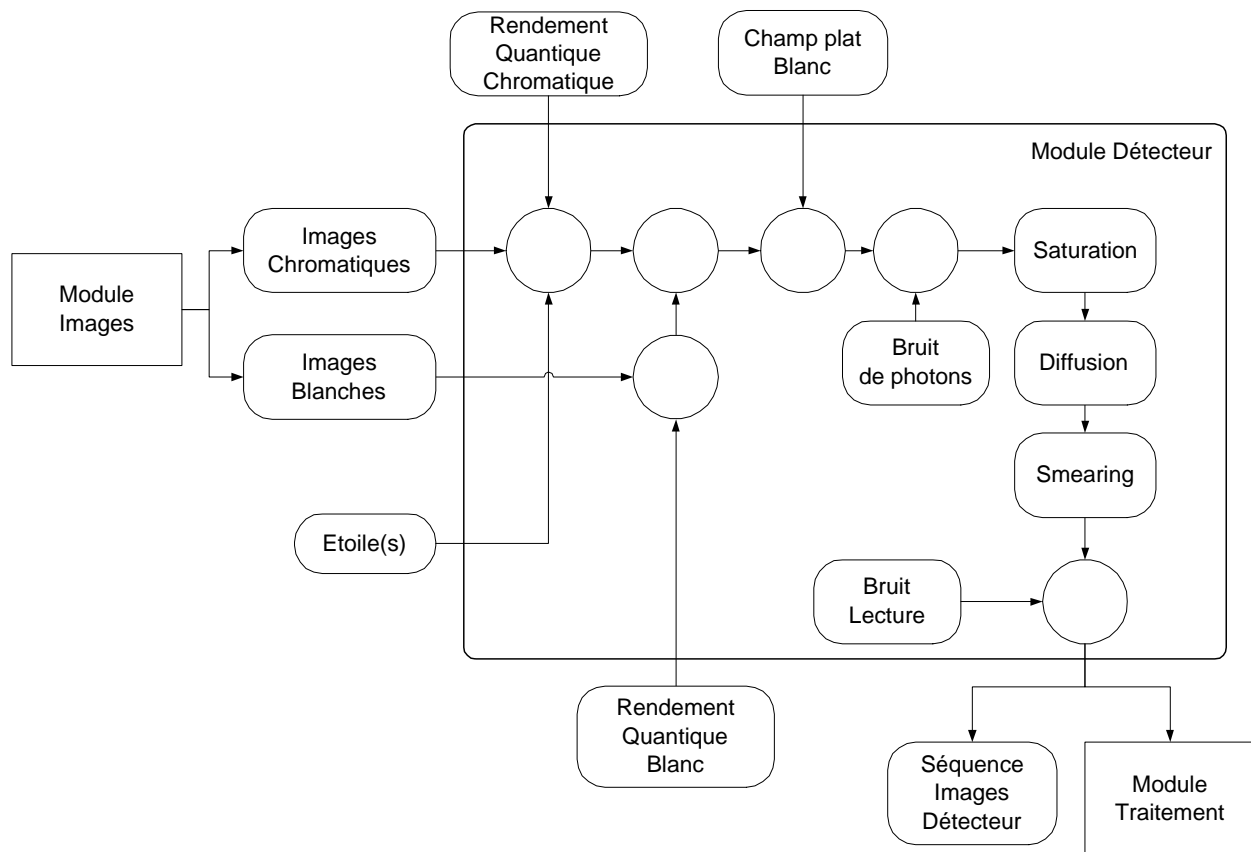 Rendement
Quantique
Chromatique
Champ plat
Blanc
Module Détecteur
Images
Chromatiques
Saturation
Module
Images
Bruit
de photons
Images
Blanches
Diffusion
Smearing
Etoile(s)
Bruit
Lecture
Rendement
Quantique
Blanc
Séquence
Images
Détecteur
Module
Traitement